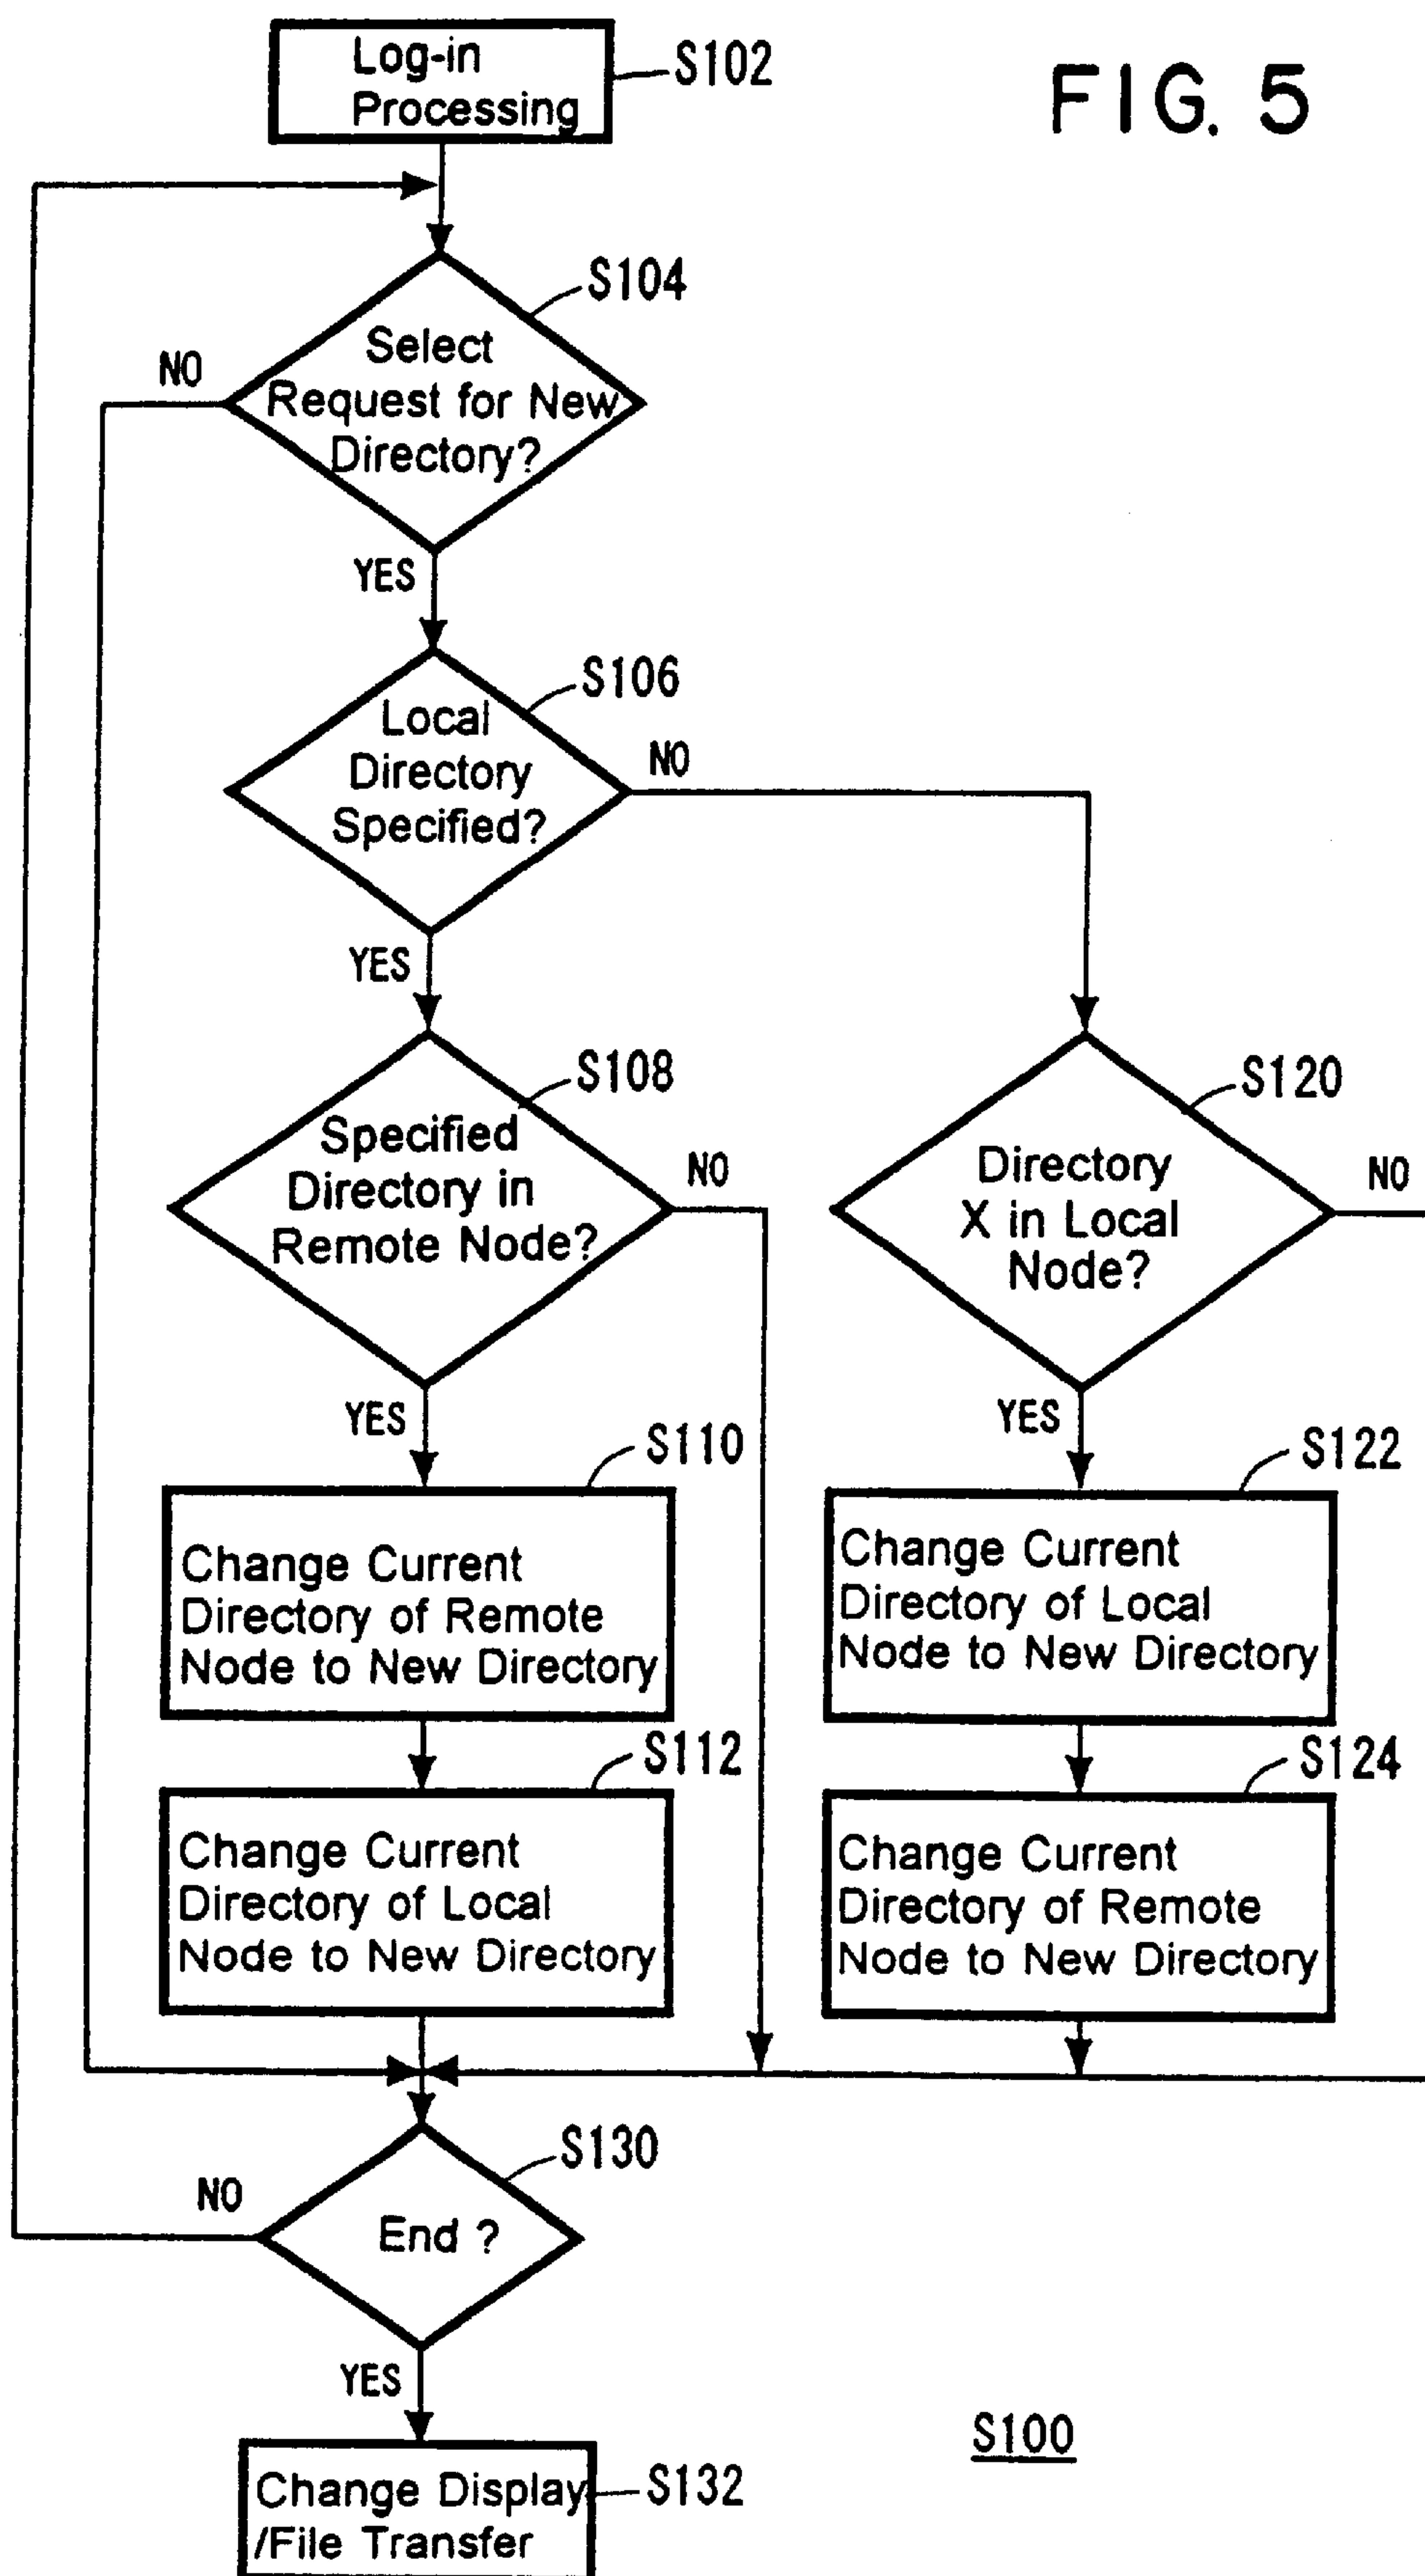 FIG. 5
Log-in
Processing
S102
S104
Select
Request for New
Directory?
NO
YES
S106
Local
Directory
Specified?
NO
YES
S108
Specified
Directory in
Remote Node?
NO
YES
S120
Directory
X in Local
Node?
NO
YES
S110
Change Current
Directory of Remote
Node to New Directory
S122
Change Current
Directory of Local
Node to New Directory
S112
Change Current
Directory of Local
Node to New Directory
S124
Change Current
Directory of Remote
Node to New Directory
S130
End ?
NO
YES
S132
Change Display
/File Transfer
S100